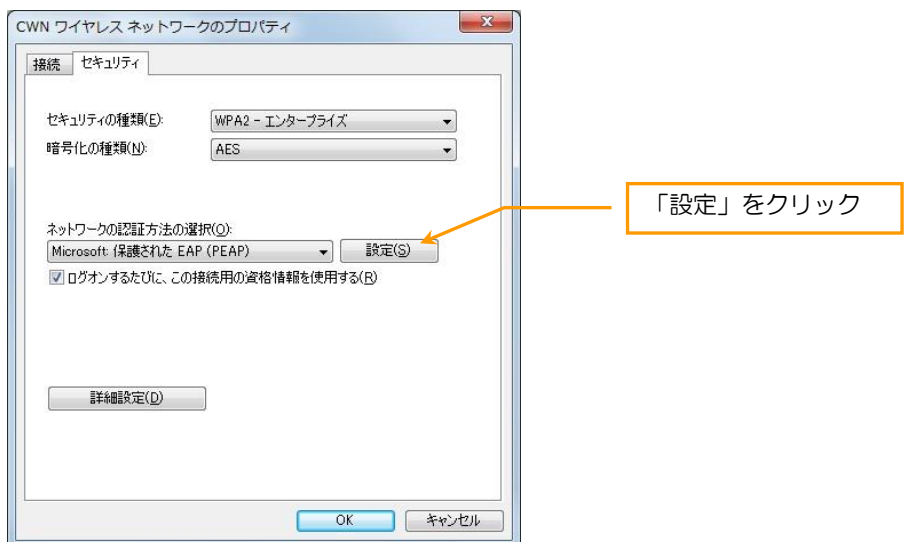 CWN ワイヤレス ネットワークのプロパティ
接続 セキュリティ
セキュリティの種類(E): WPA2 - エンタープライズ
暗号化の種類(N): AES
ネットワークの認証方法の選択(O):
Microsoft: 保護された EAP (PEAP) 設定(S)
ログオンするたびに、この接続用の資格情報を使用する(R)
詳細設定(D)
OK キャンセル
「設定」をクリック